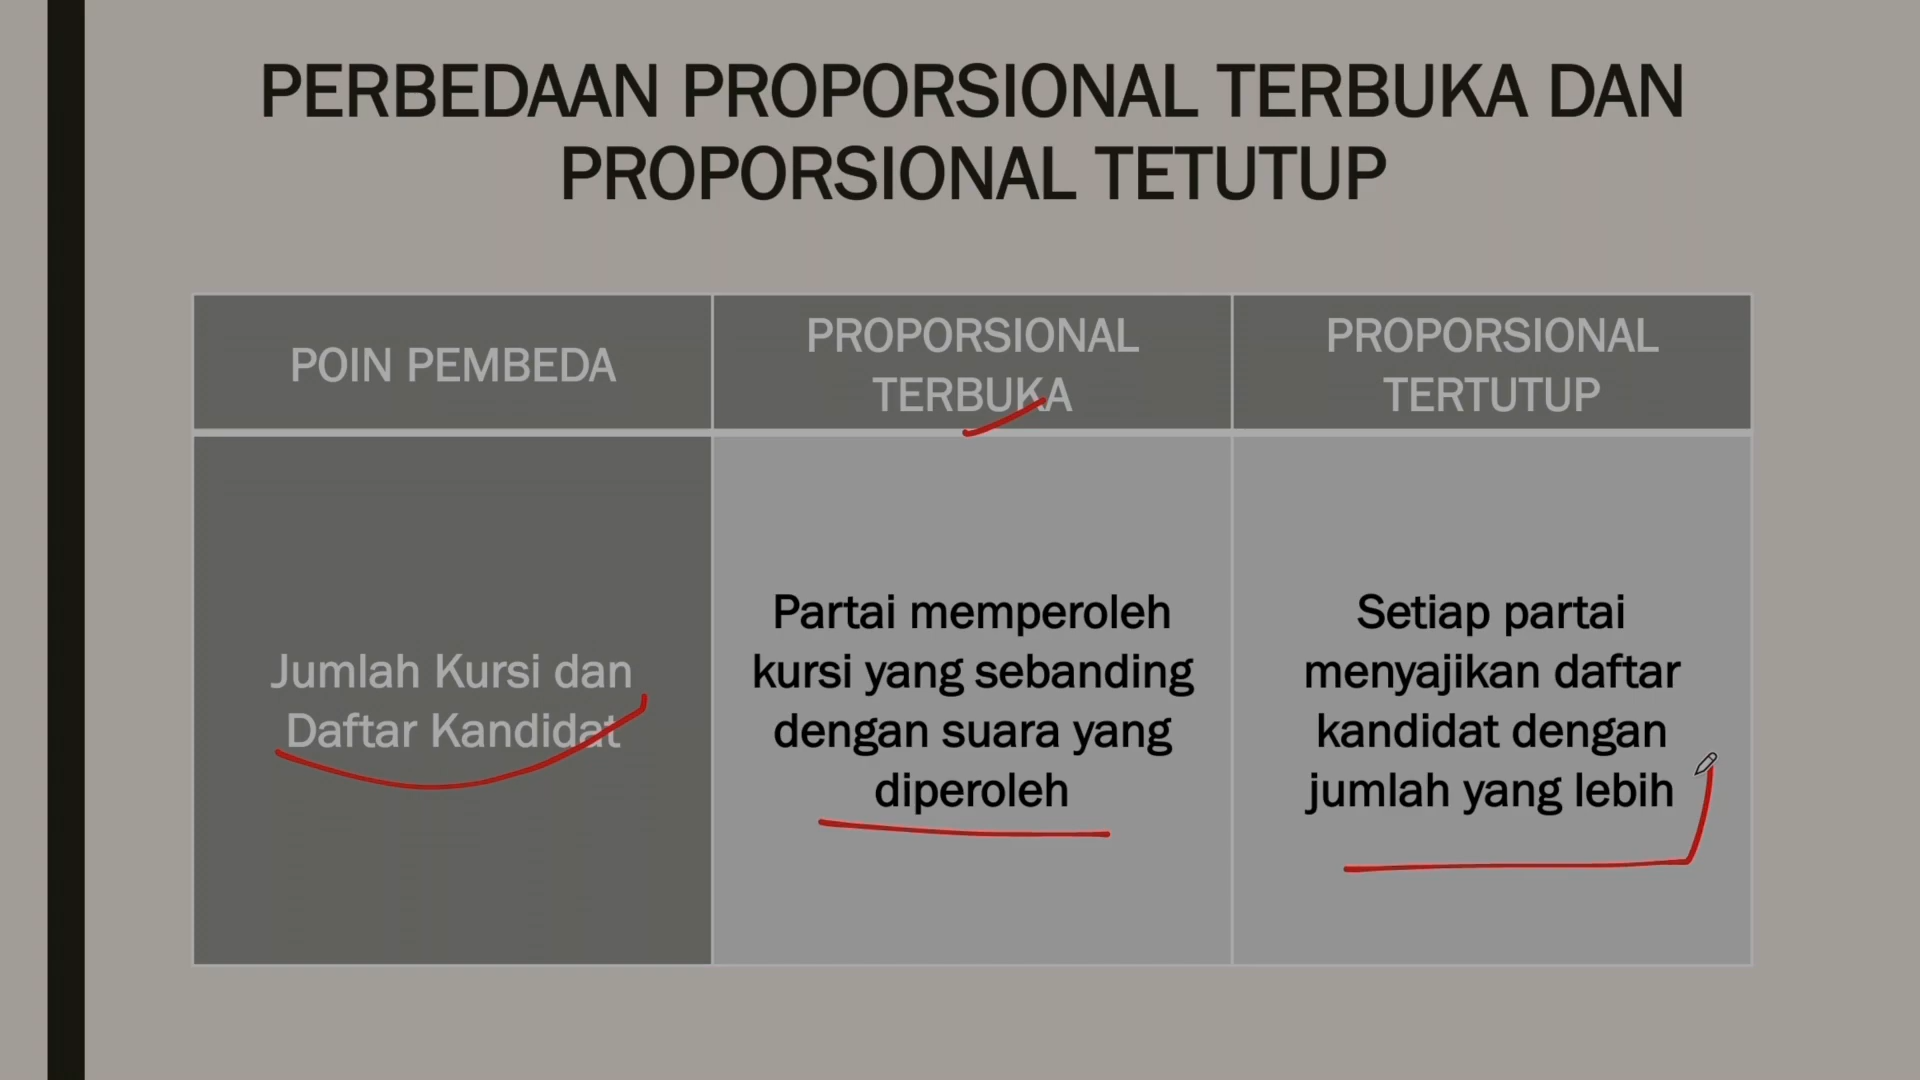 PERBEDAAN PROPORSIONAL TERBUKA DAN
PROPORSIONAL TETUTUP
POIN PEMBEDA
PROPORSIONAL
TERBUKA
PROPORSIONAL
TERTUTUP
Jumlah Kursi dan
Daftar Kandidat
Partai memperoleh
kursi yang sebanding
dengan suara yang
diperoleh
Setiap partai
menyajikan daftar
kandidat dengan
jumlah yang lebih